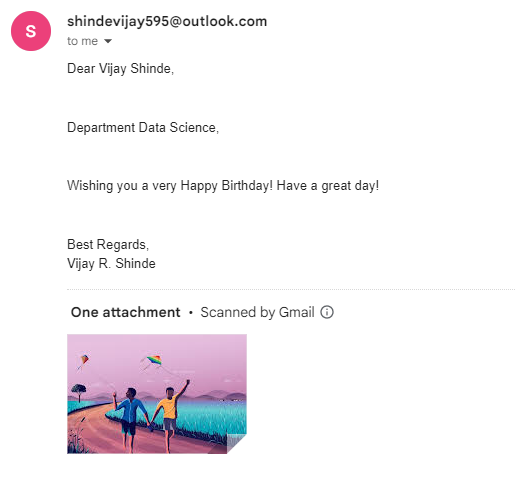 S
shindevijay595@outlook.com
to me
Dear Vijay Shinde,
Department Data Science,
Wishing you a very Happy Birthday! Have a great day!
Best Regards,
Vijay R. Shinde
One attachment • Scanned by Gmail